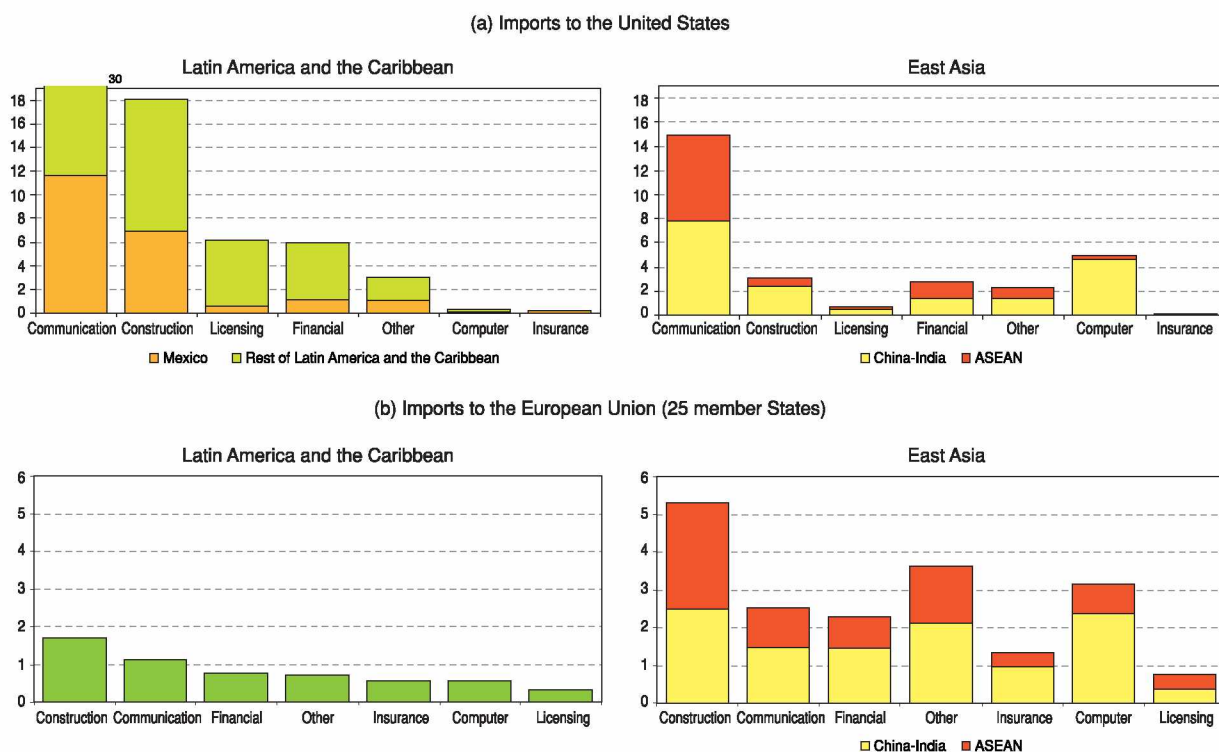 (a) Imports to the United States
Latin America and the Caribbean
30
18
16
14
12
10
8
6
4
2
0
Communication Construction Licensing Financial Other Computer Insurance
Mexico Rest of Latin America and the Caribbean
East Asia
18
16
14
12
10
8
6
4
2
0
Communication Construction Licensing Financial Other Computer Insurance
China-India ASEAN
(b) Imports to the European Union (25 member States)
Latin America and the Caribbean
6
5
4
3
2
1
0
Construction Communication Financial Other Insurance Computer Licensing
East Asia
6
5
4
3
2
1
0
Construction Communication Financial Other Insurance Computer Licensing
China-India ASEAN